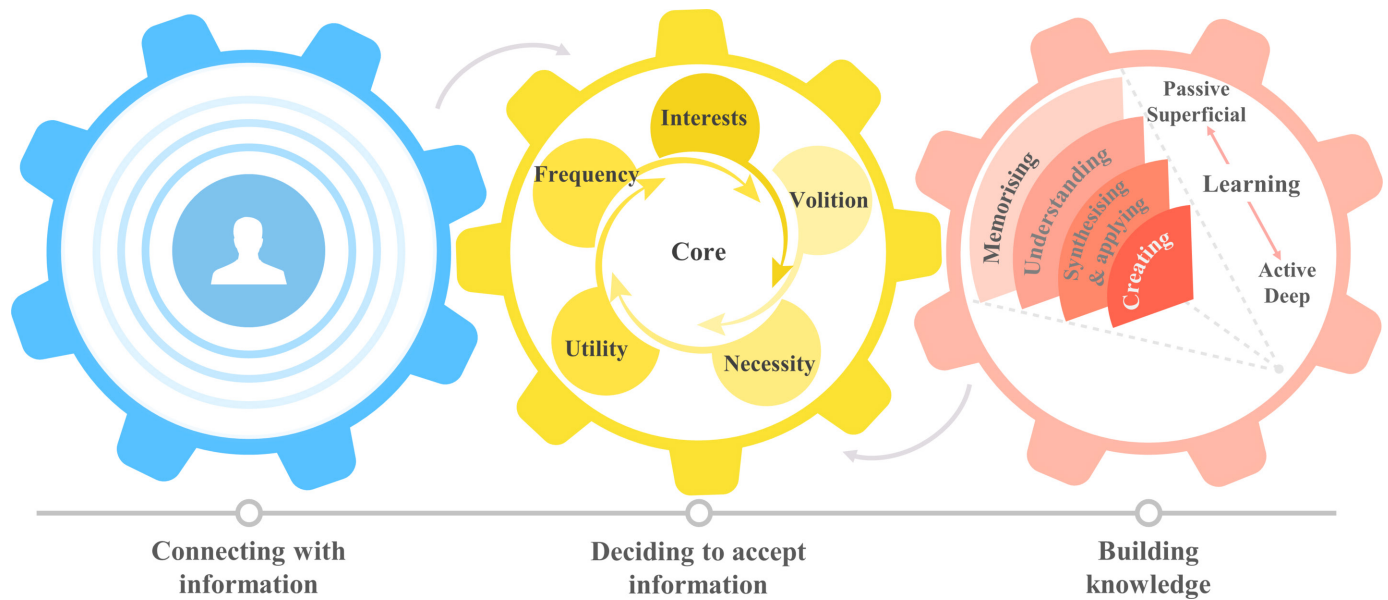 Interests
Frequency
Volition
Core
Utility
Necessity
Memorising
Understanding
Synthesising
& applying
Creating
Passive
Superficial
Learning
Active
Deep
Connecting with
information
Deciding to accept
information
Building
knowledge